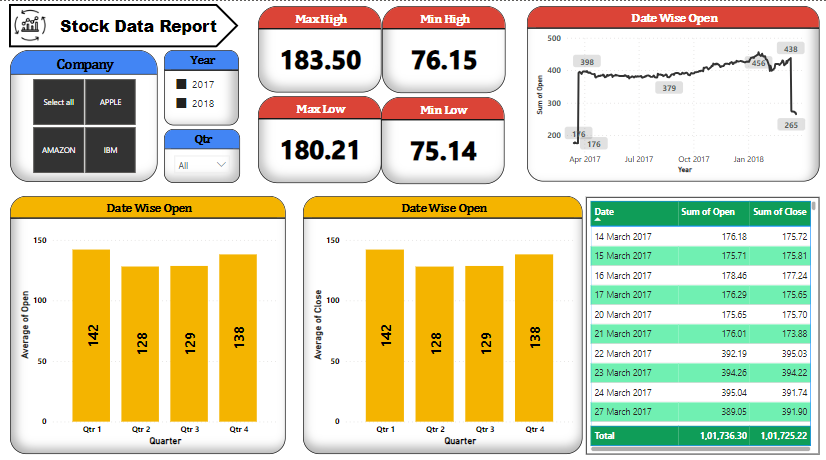 Stock Data Report
Company
Select all
APPLE
AMAZON
IBM
Year
2017
2018
Qtr
All
Max High
183.50
Min High
76.15
Max Low
180.21
Min Low
75.14
Date Wise Open
Sum of Open
500
400
300
200
398
379
456
438
265
176
176
Apr 2017
Jul 2017
Oct 2017
Jan 2018
Year
Date Wise Open
Average of Open
150
100
50
0
142
128
129
138
Qtr 1
Qtr 2
Qtr 3
Qtr 4
Quarter
Date Wise Open
Average of Close
150
100
50
0
142
128
129
138
Qtr 1
Qtr 2
Qtr 3
Qtr 4
Quarter
Date Sum of Open Sum of Close
14 March 2017 176.18 175.72
15 March 2017 175.71 175.81
16 March 2017 178.46 177.24
17 March 2017 176.29 175.65
20 March 2017 175.65 175.70
21 March 2017 176.01 173.88
22 March 2017 392.19 395.03
23 March 2017 394.26 394.22
24 March 2017 395.04 391.74
27 March 2017 389.05 391.90
Total 1,01,736.30 1,01,725.22